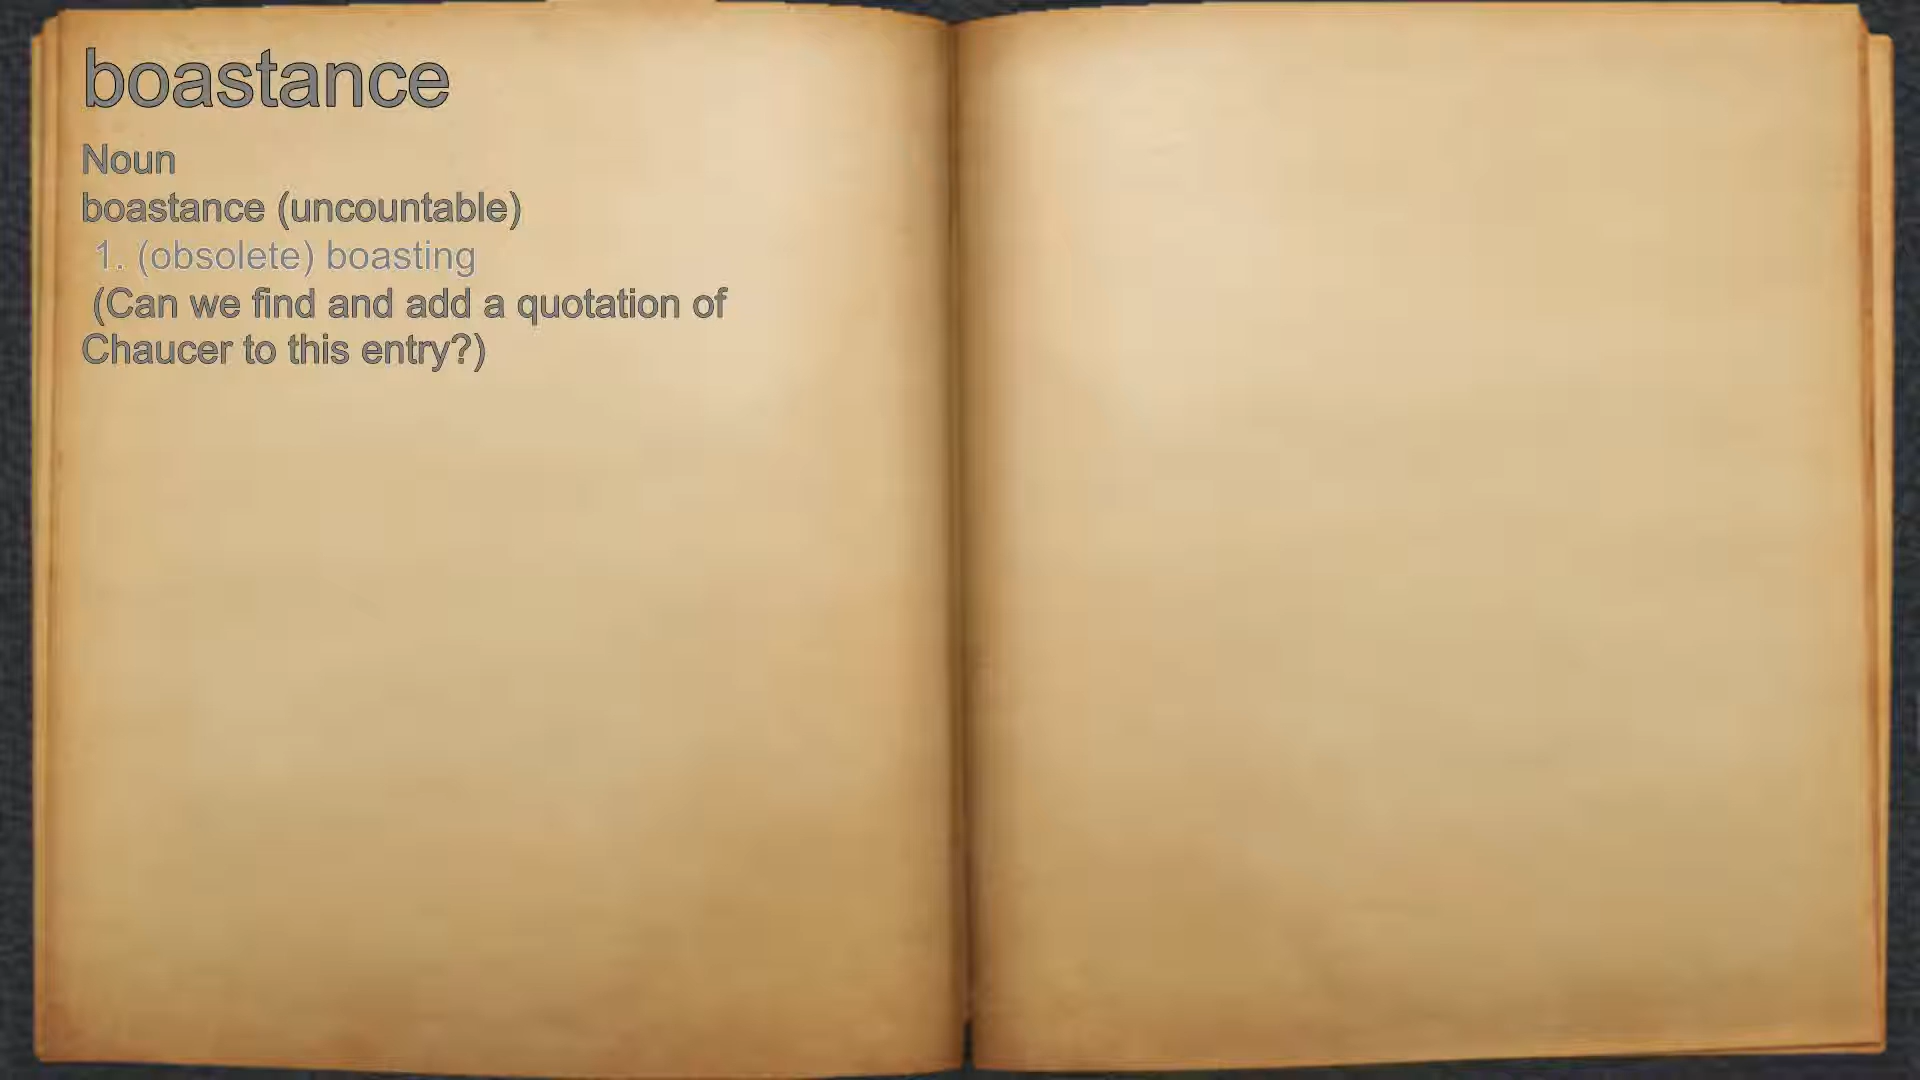 boastance
Noun
boastance (uncountable)
1. (obsolete) boasting
(Can we find and add a quotation of
Chaucer to this entry?)